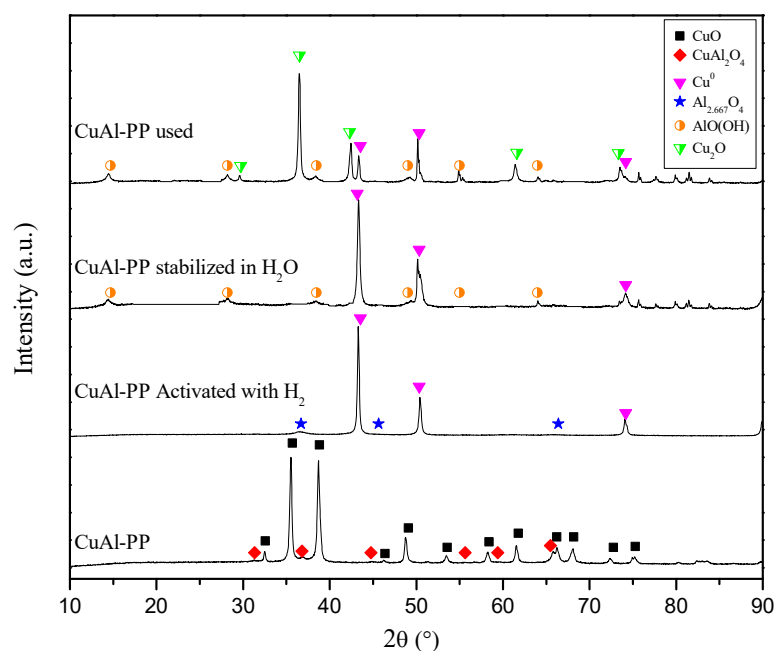 CuO
CuAl₂O₄
Cu⁰
Al₂.₆₆₇O₄
AlO(OH)
Cu₂O
CuAl-PP used
CuAl-PP stabilized in H₂O
CuAl-PP Activated with H₂
CuAl-PP
Intensity (a.u.)
10 20 30 40 50 60 70 80 90
2θ (°)